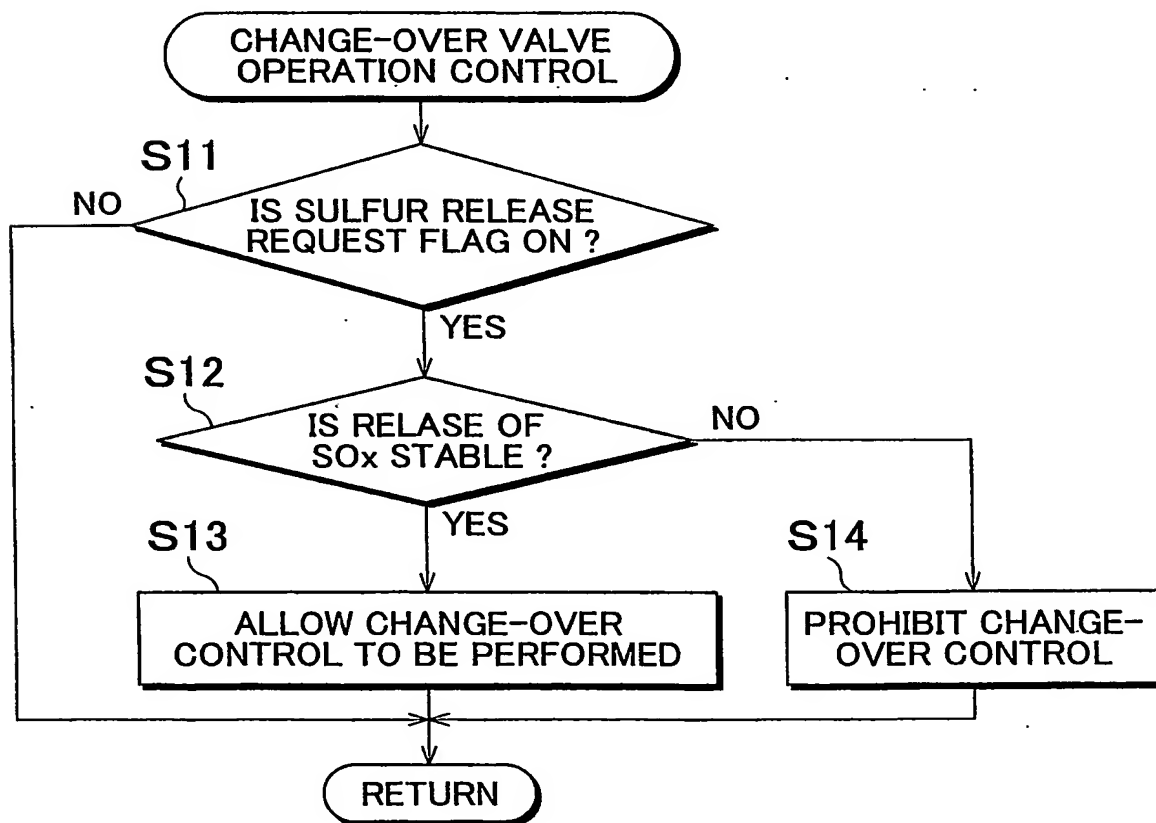 CHANGE-OVER VALVE
OPERATION CONTROL
S11
NO
IS SULFUR RELEASE
REQUEST FLAG ON ?
YES
S12
NO
IS RELASE OF
SOx STABLE ?
YES
S13
S14
ALLOW CHANGE-OVER
CONTROL TO BE PERFORMED
PROHIBIT CHANGE-
OVER CONTROL
RETURN